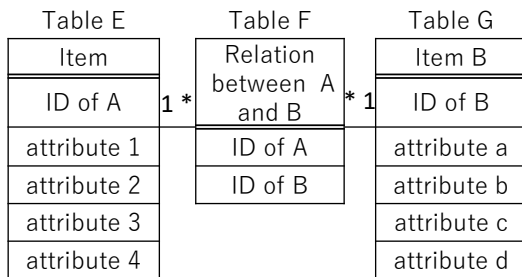 Table E
Table F
Table G
Item
Relation
between A
and B
Item B
ID of A
1 *
* 1
ID of B
attribute 1
ID of A
attribute a
attribute 2
ID of B
attribute b
attribute 3
attribute c
attribute 4
attribute d